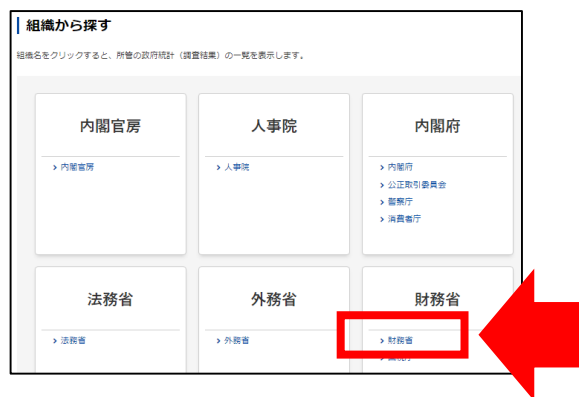 組織から探す
組織名をクリックすると、所管の政府統計（調査結果）の一覧を表示します。
内閣官房
人事院
内閣府
内閣官房
人事院
内閣府
公正取引委員会
警察庁
消費者庁
法務省
外務省
財務省
法務省
外務省
財務省